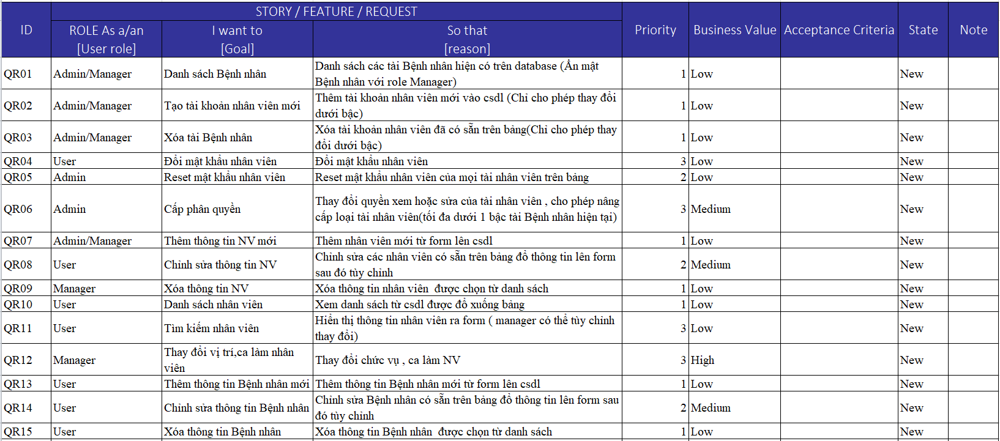 STORY / FEATURE / REQUEST
ID
ROLE As a/an
[User role]
I want to
[Goal]
So that
[reason]
Priority
Business Value
Acceptance Criteria
State
Note
QR01 Admin/Manager Danh sách Bệnh nhân Danh sách các tài Bệnh nhân hiện có trên database (Ẩn mật
Bệnh nhân với role Manager) 1 Low New
QR02 Admin/Manager Tạo tài khoản nhân viên mới Thêm tài khoản nhân viên mới vào csdl (Chỉ cho phép thay đổi
dưới bậc) 1 Low New
QR03 Admin/Manager Xóa tài Bệnh nhân Xóa tài khoản nhân viên đã có sẵn trên bảng(Chỉ cho phép thay
đổi dưới bậc) 1 Low New
QR04 User Đổi mật khẩu nhân viên Đổi mật khẩu nhân viên 3 Low New
QR05 Admin Reset mật khẩu nhân viên Reset mật khẩu nhân viên của mọi tài nhân viên trên bảng 2 Low New
QR06 Admin Cấp phân quyền Thay đổi quyền xem hoặc sửa của tài nhân viên , cho phép nâng
cấp loại tài nhân viên(tối đa dưới 1 bậc tài Bệnh nhân hiện tại) 3 Medium New
QR07 Admin/Manager Thêm thông tin NV mới Thêm nhân viên mới từ form lên csdl 1 Low New
QR08 User Chỉnh sửa thông tin NV Chỉnh sửa các nhân viên có sẵn trên bảng đổ thông tin lên form
sau đó tùy chỉnh 2 Medium New
QR09 Manager Xóa thông tin NV Xóa thông tin nhân viên  được chọn từ danh sách 1 Low New
QR10 User Danh sách nhân viên Xem danh sách từ csdl được đổ xuống bảng 1 Low New
QR11 User Tìm kiếm nhân viên Hiển thị thông tin nhân viên ra form ( manager có thể tùy chỉnh
thay đổi) 3 Low New
QR12 Manager Thay đổi vị trí,ca làm nhân
viên Thay đổi chức vụ , ca làm NV 3 High New
QR13 User Thêm thông tin Bệnh nhân mới Thêm thông tin Bệnh nhân mới từ form lên csdl 1 Low New
QR14 User Chỉnh sửa thông tin Bệnh nhân Chỉnh sửa Bệnh nhân có sẵn trên bảng đổ thông tin lên form sau
đó tùy chỉnh 2 Medium New
QR15 User Xóa thông tin Bệnh nhân Xóa thông tin Bệnh nhân  được chọn từ danh sách 1 Low New